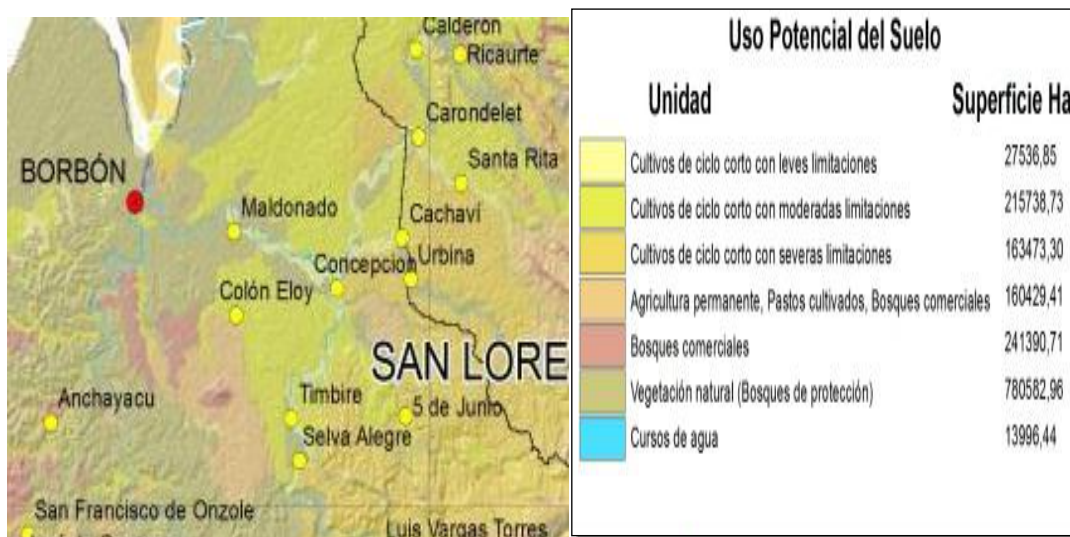 Calderon
Ricaurte
Carondelet
BORBÓN
Santa Rita
Maldonado
Cachaví
Concepcion
Urbina
Colón Eloy
SAN LORE
Anchayacu
Timbire
5 de Junio
Selva Alegre
San Francisco de Onzole
Luis Vargas Torres
Uso Potencial del Suelo
Unidad Superficie Ha
Cultivos de ciclo corto con leves limitaciones 27536,85
Cultivos de ciclo corto con moderadas limitaciones 215738,73
Cultivos de ciclo corto con severas limitaciones 163473,30
Agricultura permanente, Pastos cultivados, Bosques comerciales 160429,41
Bosques comerciales 241390,71
Vegetación natural (Bosques de protección) 780582,96
Cursos de agua 13996,44